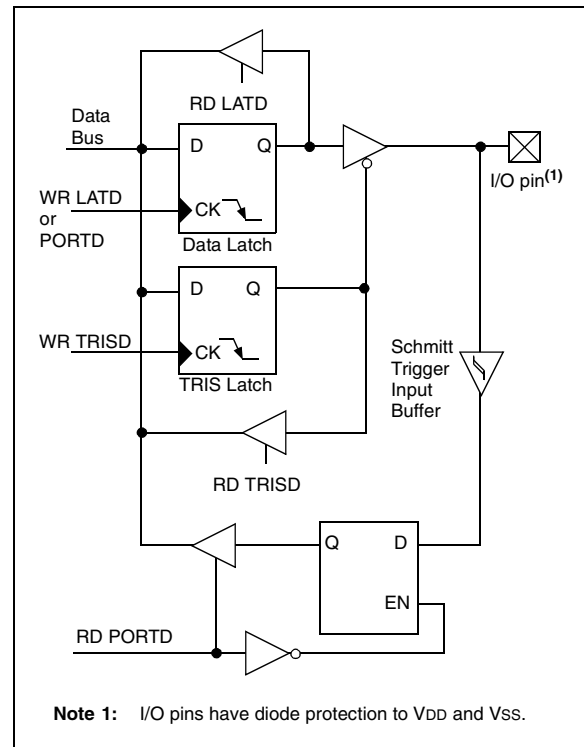 RD LATD
Data
Bus
D Q
I/O pin(1)
WR LATD
or
PORTD
CK
Data Latch
D Q
WR TRISD
CK
TRIS Latch
Schmitt
Trigger
Input
Buffer
RD TRISD
Q D
EN
RD PORTD
Note 1: I/O pins have diode protection to VDD and VSS.